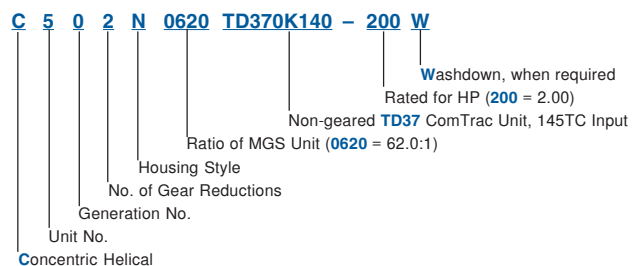 C 5 0 2 N 0620 TD370K140 – 200 W
Washdown, when required
Rated for HP (200 = 2.00)
Non-geared TD37 ComTrac Unit, 145TC Input
Ratio of MGS Unit (0620 = 62.0:1)
Housing Style
No. of Gear Reductions
Generation No.
Unit No.
Concentric Helical